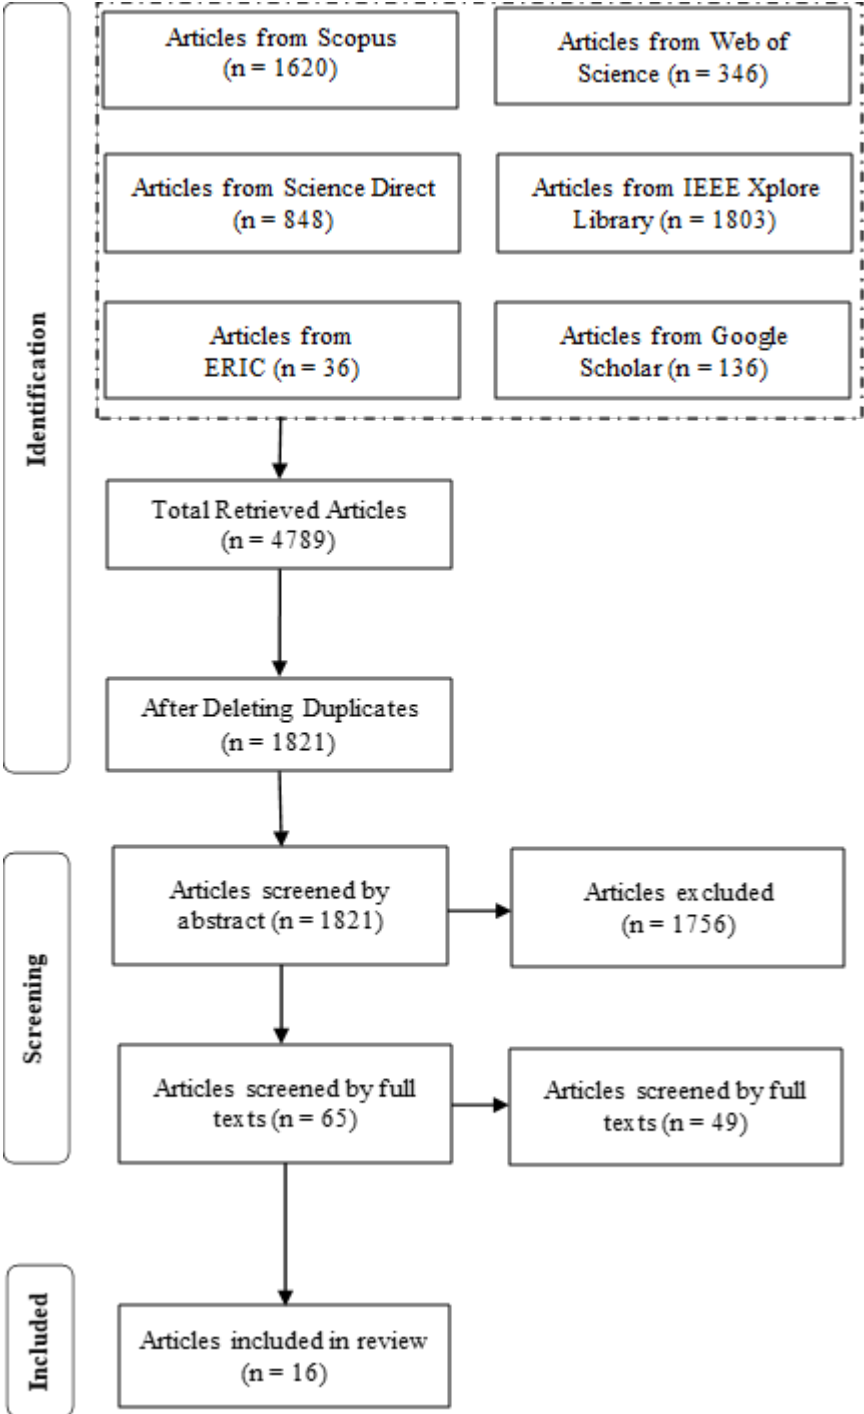 Identification
Articles from Scopus
(n = 1620)
Articles from Web of
Science (n = 346)
Articles from Science Direct
(n = 848)
Articles from IEEE Xplore
Library (n = 1803)
Articles from
ERIC (n = 36)
Articles from Google
Scholar (n = 136)
Total Retrieved Articles
(n = 4789)
After Deleting Duplicates
(n = 1821)
Screening
Articles screened by
abstract (n = 1821)
Articles excluded
(n = 1756)
Articles screened by full
texts (n = 65)
Articles screened by full
texts (n = 49)
Included
Articles included in review
(n = 16)